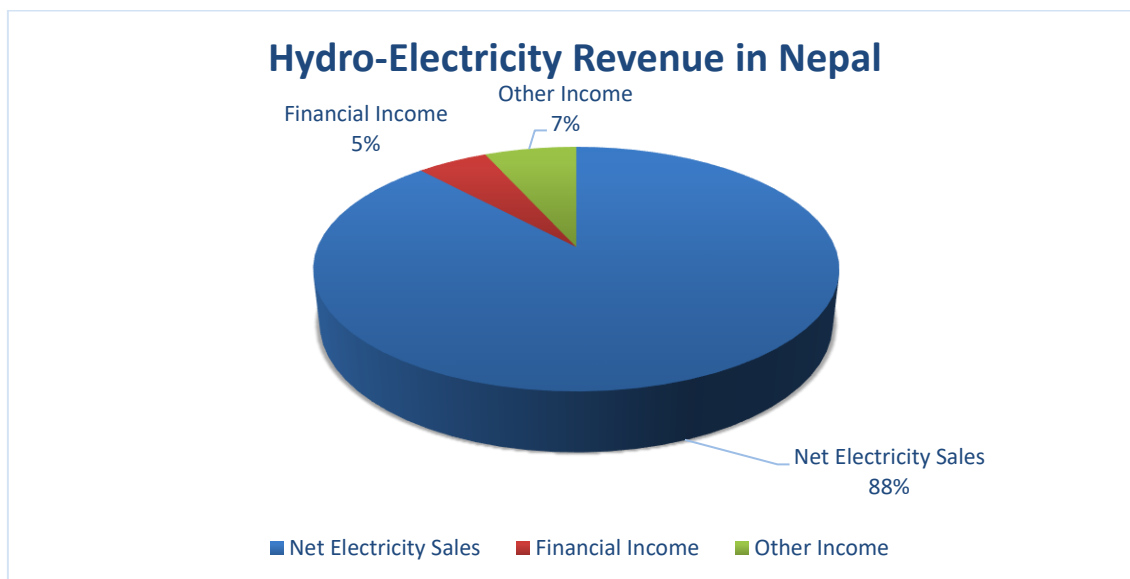 Hydro-Electricity Revenue in Nepal
Other Income
7%
Financial Income
5%
Net Electricity Sales
88%
Net Electricity Sales Financial Income Other Income